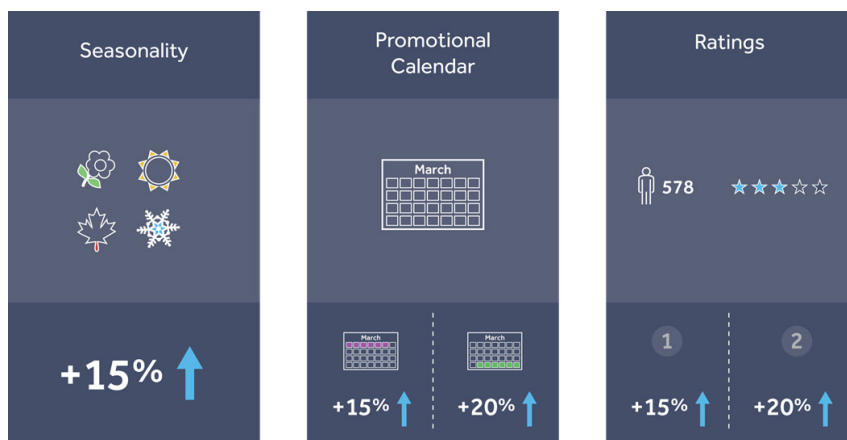 Seasonality
+15%
Promotional
Calendar
March
March
March
+15%
+20%
Ratings
578
1
2
+15%
+20%